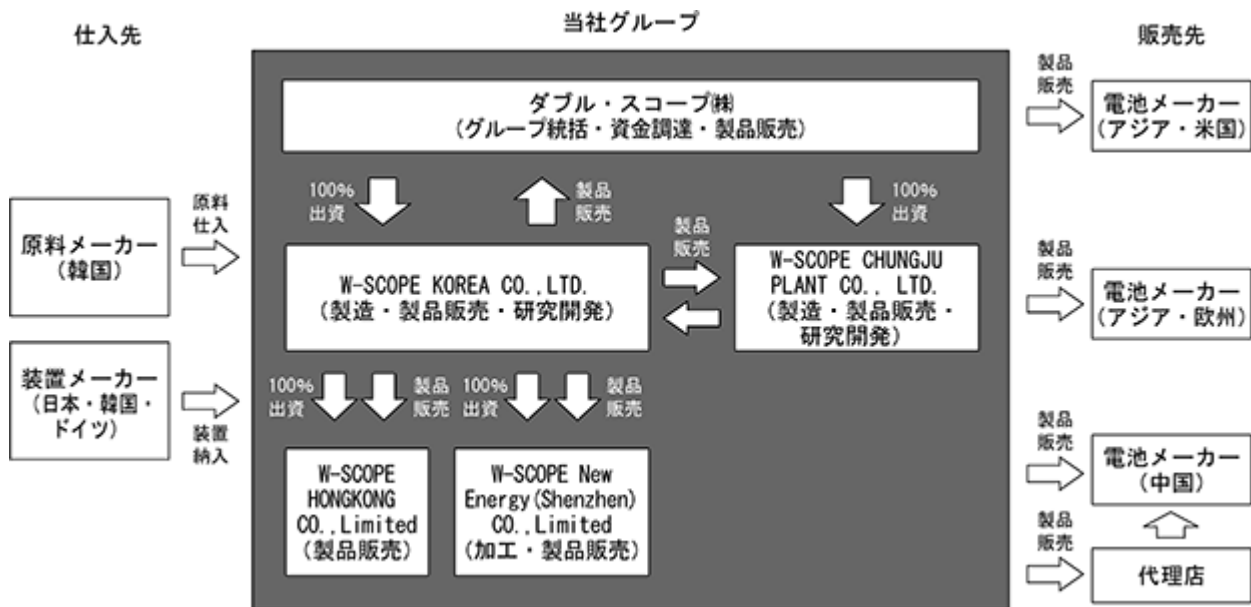 仕入先
当社グループ
販売先
ダブル・スコープ㈱
(グループ統括・資金調達・製品販売)
製品
販売
電池メーカー
(アジア・米国)
100%
出資
製品
販売
100%
出資
原料メーカー
(韓国)
原料
仕入
W-SCOPE KOREA CO.,LTD.
(製造・製品販売・研究開発)
製品
販売
W-SCOPE CHUNGJU
PLANT CO., LTD.
(製造・製品販売・
研究開発)
製品
販売
電池メーカー
(アジア・欧州)
装置メーカー
(日本・韓国・
ドイツ)
装置
納入
100%
出資
製品
販売
100%
出資
製品
販売
W-SCOPE
HONGKONG
CO.,Limited
(製品販売)
W-SCOPE New
Energy(Shenzhen)
CO.,Limited
(加工・製品販売)
製品
販売
電池メーカー
(中国)
製品
販売
代理店